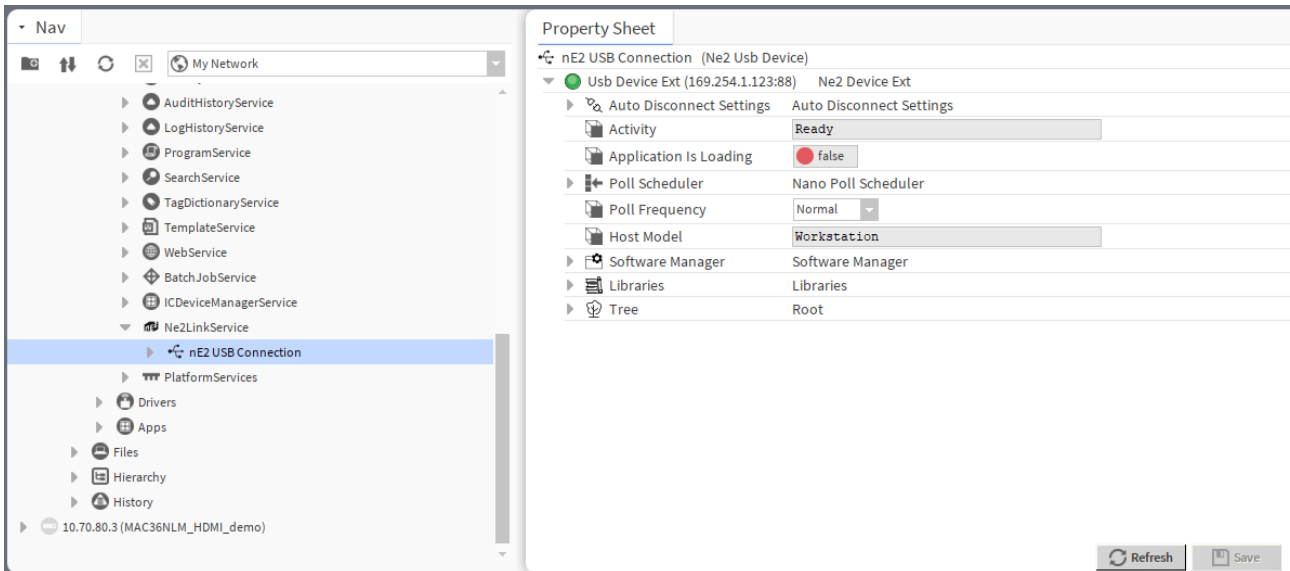 Nav
My Network
AuditHistoryService
LogHistoryService
ProgramService
SearchService
TagDictionaryService
TemplateService
WebService
BatchJobService
ICDeviceManagerService
Ne2LinkService
nE2 USB Connection
PlatformServices
Drivers
Apps
Files
Hierarchy
History
10.70.80.3 (MAC36NLM_HDMI_demo)
Property Sheet
nE2 USB Connection (Ne2 Usb Device)
Usb Device Ext (169.254.1.123:88) Ne2 Device Ext
Auto Disconnect Settings Auto Disconnect Settings
Activity Ready
Application Is Loading false
Poll Scheduler Nano Poll Scheduler
Poll Frequency Normal
Host Model Workstation
Software Manager Software Manager
Libraries Libraries
Tree Root
Refresh Save